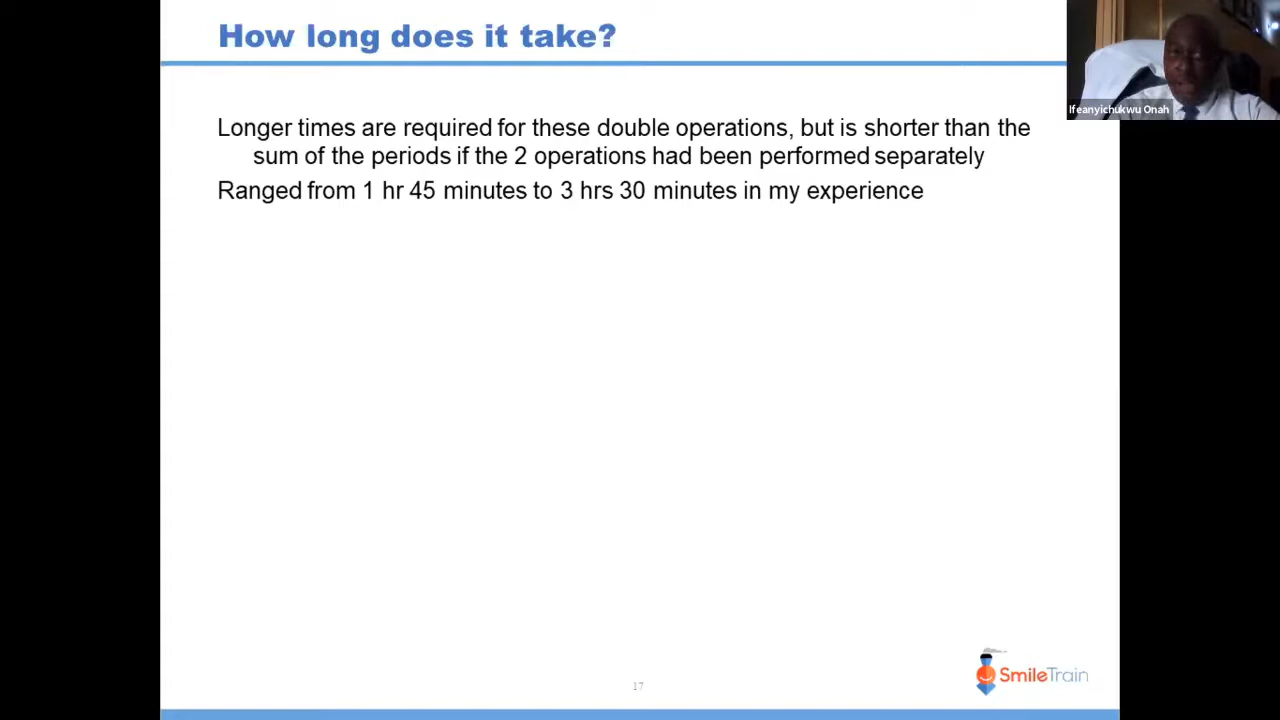 How long does it take?
Ifeanyichukwu Onah
Longer times are required for these double operations, but is shorter than the
sum of the periods if the 2 operations had been performed separately
Ranged from 1 hr 45 minutes to 3 hrs 30 minutes in my experience
SmileTrain
17